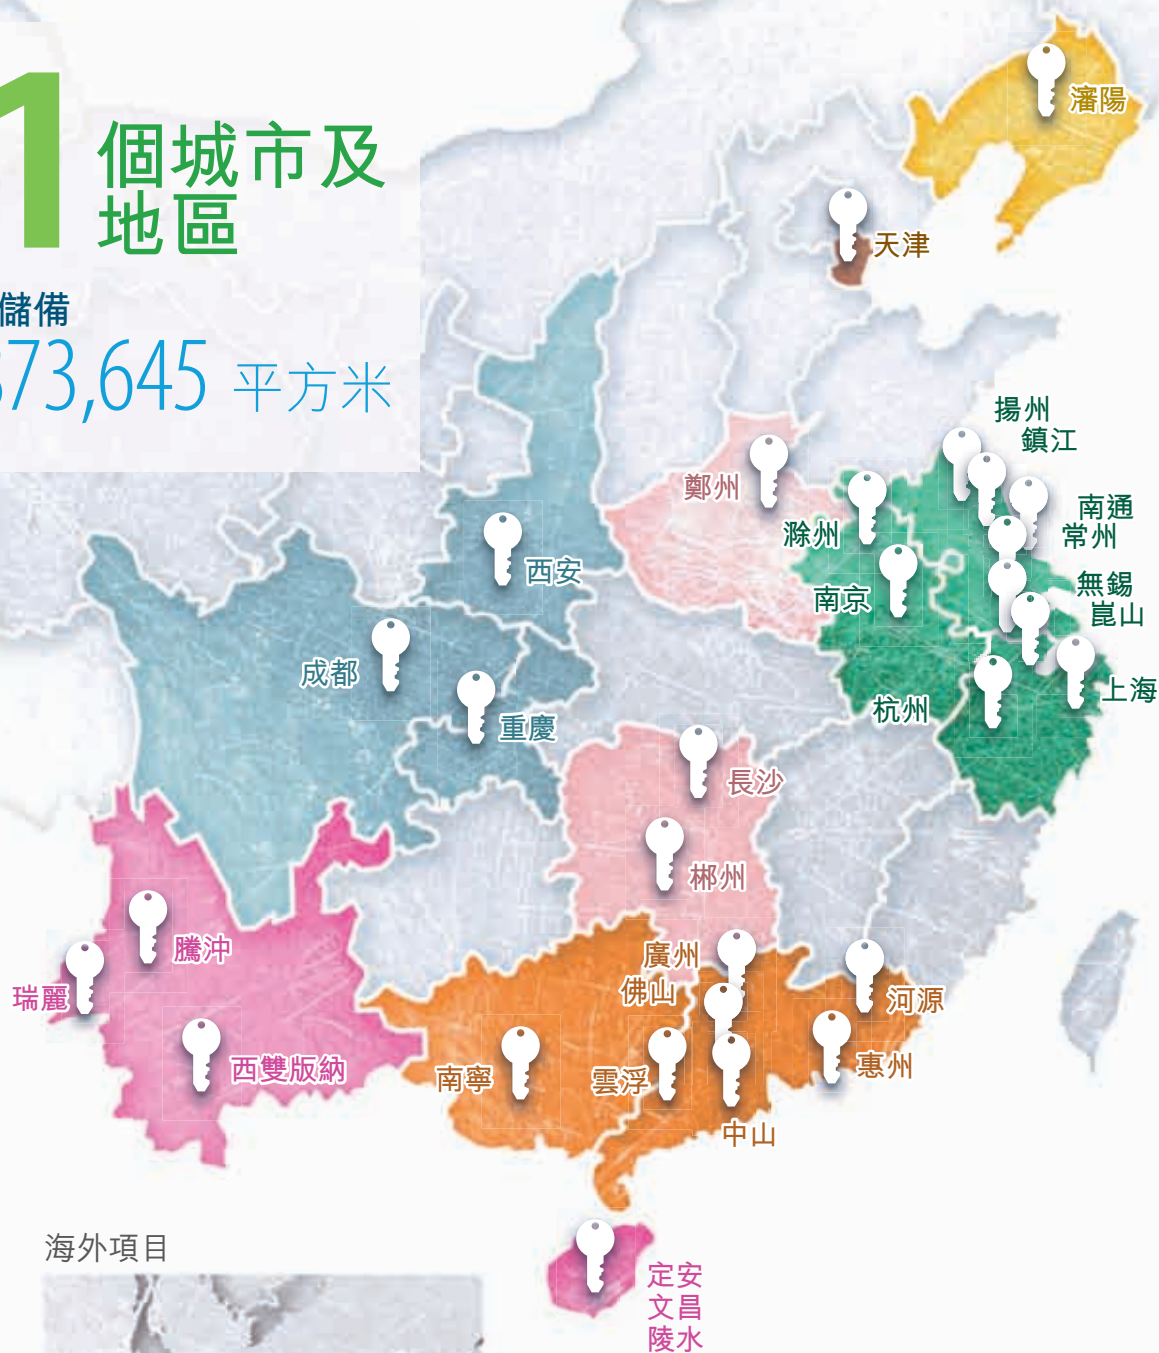 1
個城市及
地區
儲備
373,645 平方米
瀋陽
天津
揚州
鎮江
鄭州
南通
滁州
常州
西安
無錫
南京
崑山
成都
上海
杭州
重慶
長沙
郴州
騰沖
廣州
佛山
瑞麗
河源
西雙版納
惠州
南寧
雲浮
中山
海外項目
定安
文昌
陵水